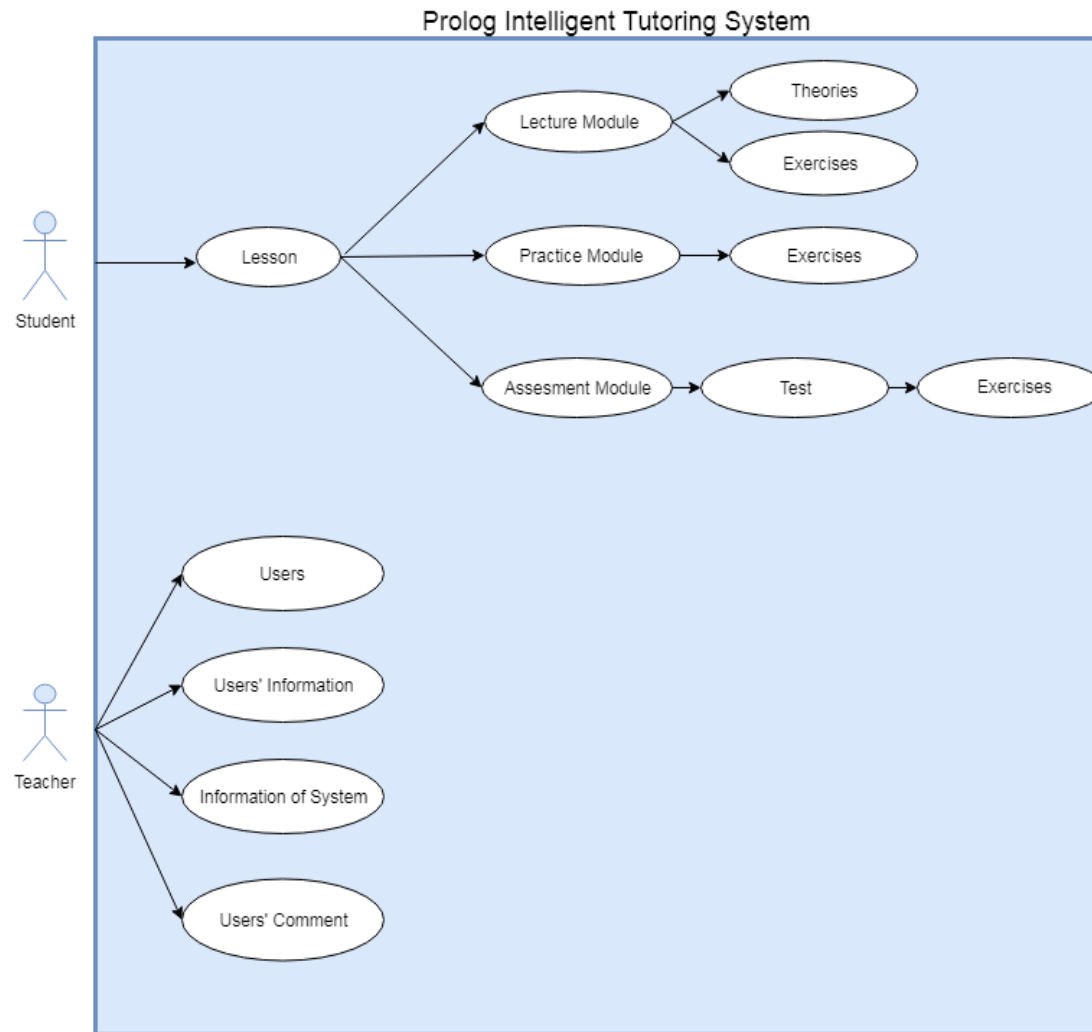 Prolog Intelligent Tutoring System
Theories
Lecture Module
Exercises
Student
Lesson
Practice Module
Exercises
Assesment Module
Test
Exercises
Users
Users' Information
Teacher
Information of System
Users' Comment